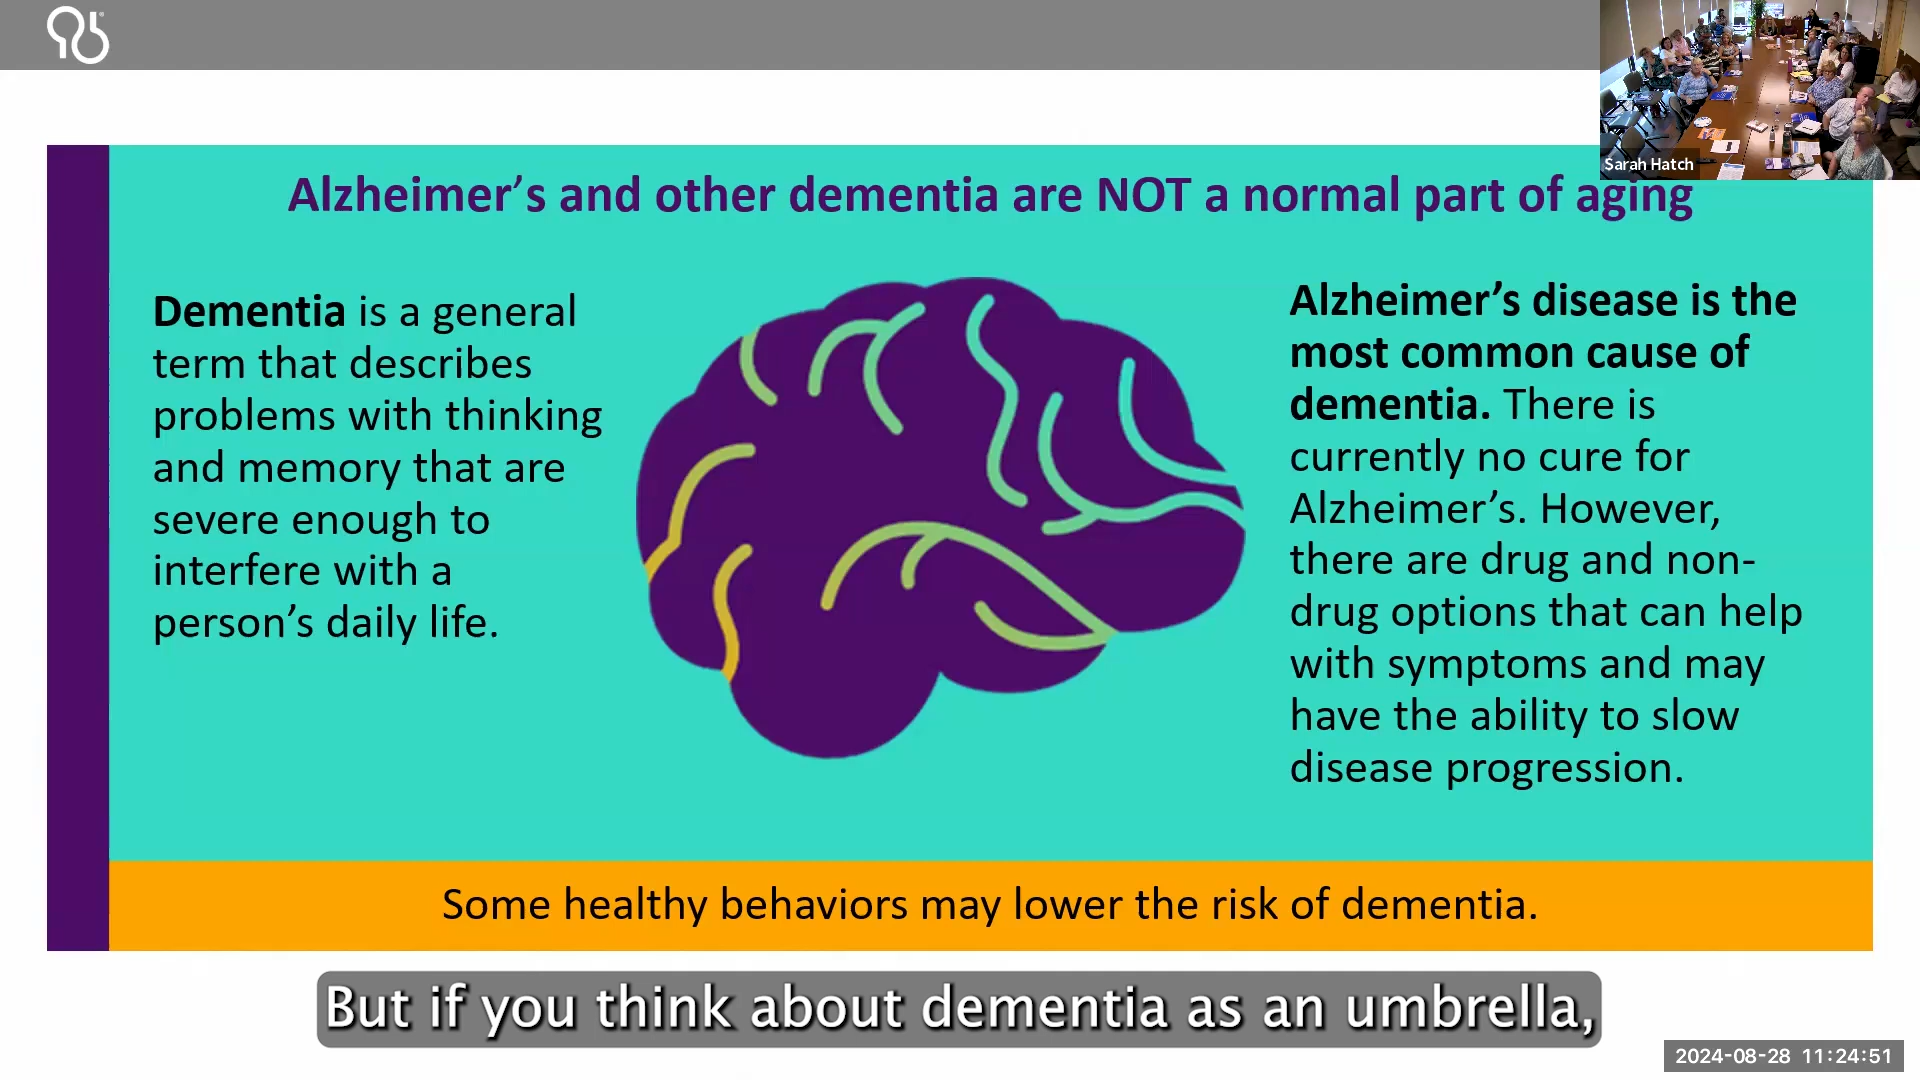 Sarah Hatch
Alzheimer's and other dementia are NOT a normal part of aging
Dementia is a general
term that describes
problems with thinking
and memory that are
severe enough to
interfere with a
person's daily life.
Alzheimer's disease is the
most common cause of
dementia. There is
currently no cure for
Alzheimer's. However,
there are drug and non-
drug options that can help
with symptoms and may
have the ability to slow
disease progression.
Some healthy behaviors may lower the risk of dementia.
But if you think about dementia as an umbrella,
2024-08-28 11:24:51